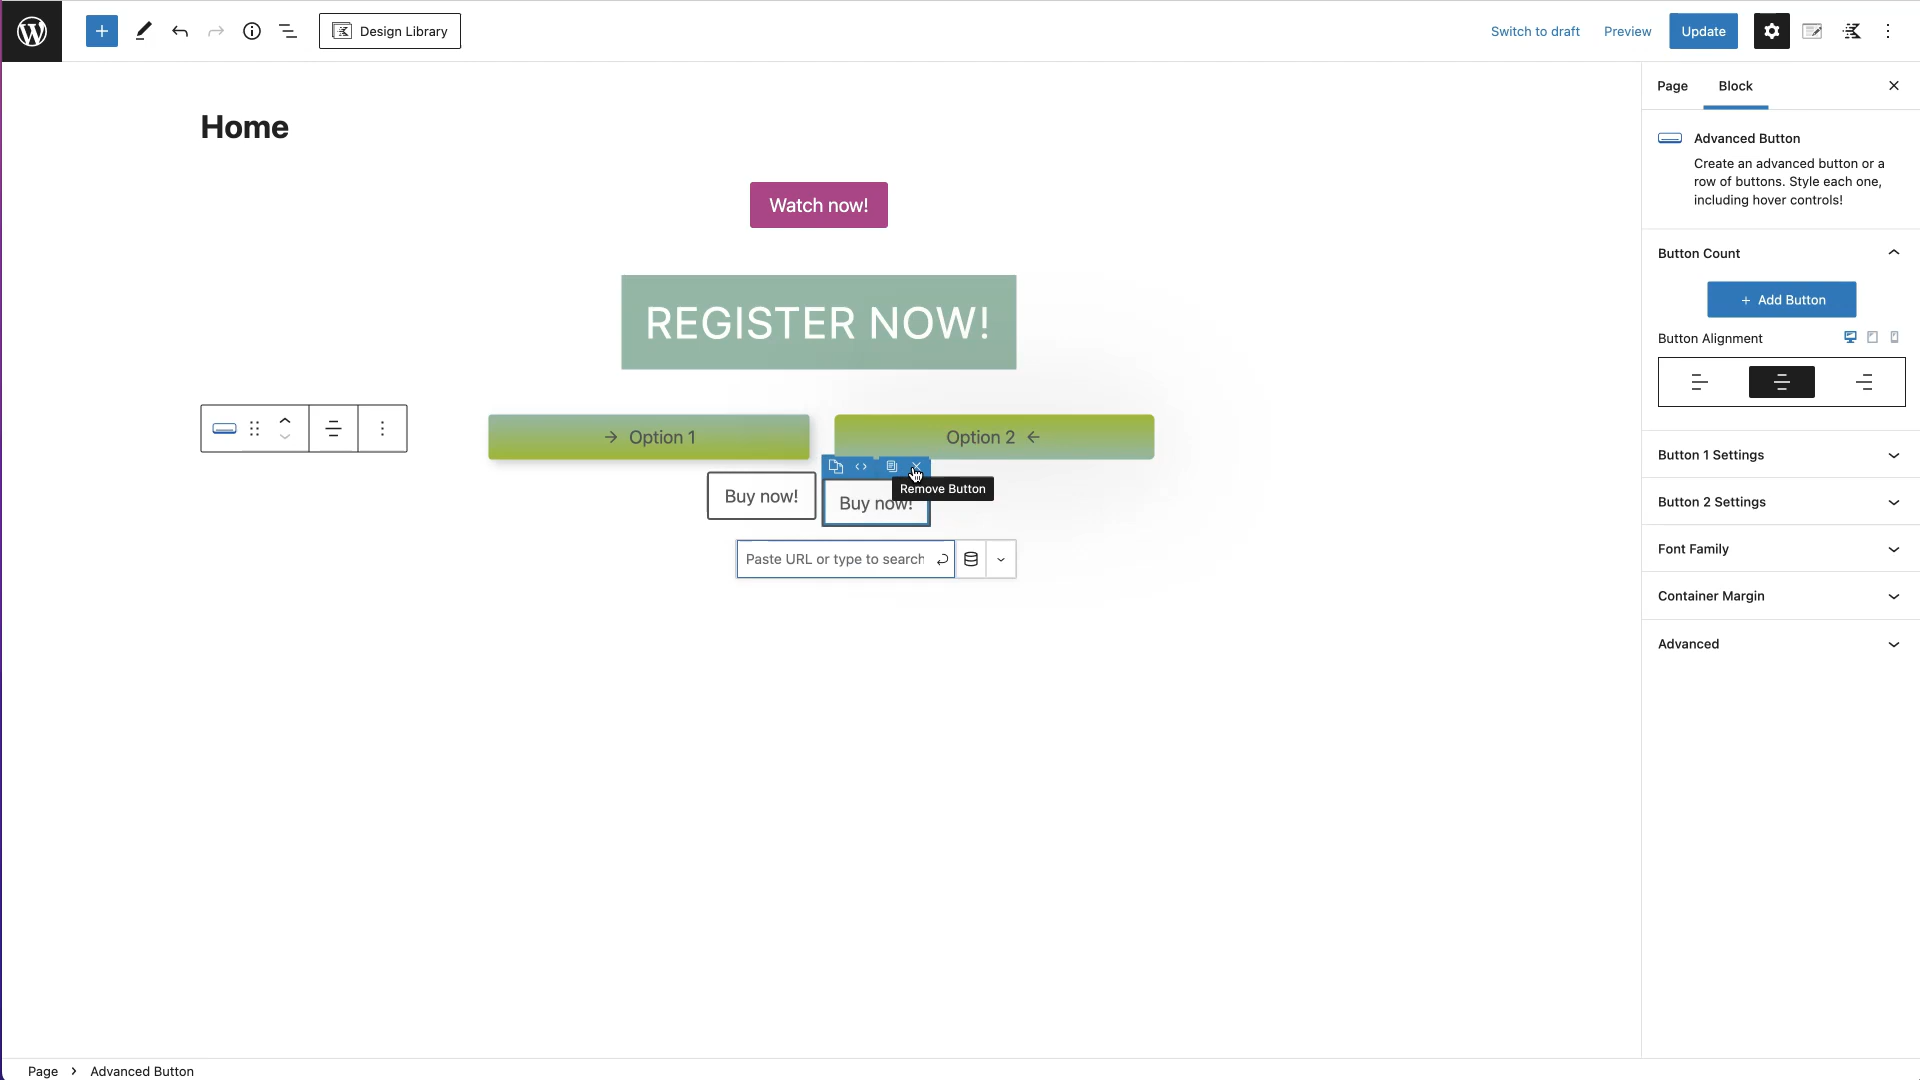 Design Library
Switch to draft
Preview
Update
Page
Block
Home
Advanced Button
Create an advanced button or a
row of buttons. Style each one,
including hover controls!
Watch now!
Button Count
+ Add Button
REGISTER NOW!
Button Alignment
→ Option 1
Option 2 ←
Button 1 Settings
Remove Button
Buy now!
Buy now!
Button 2 Settings
Paste URL or type to search
Font Family
Container Margin
Advanced
Page > Advanced Button